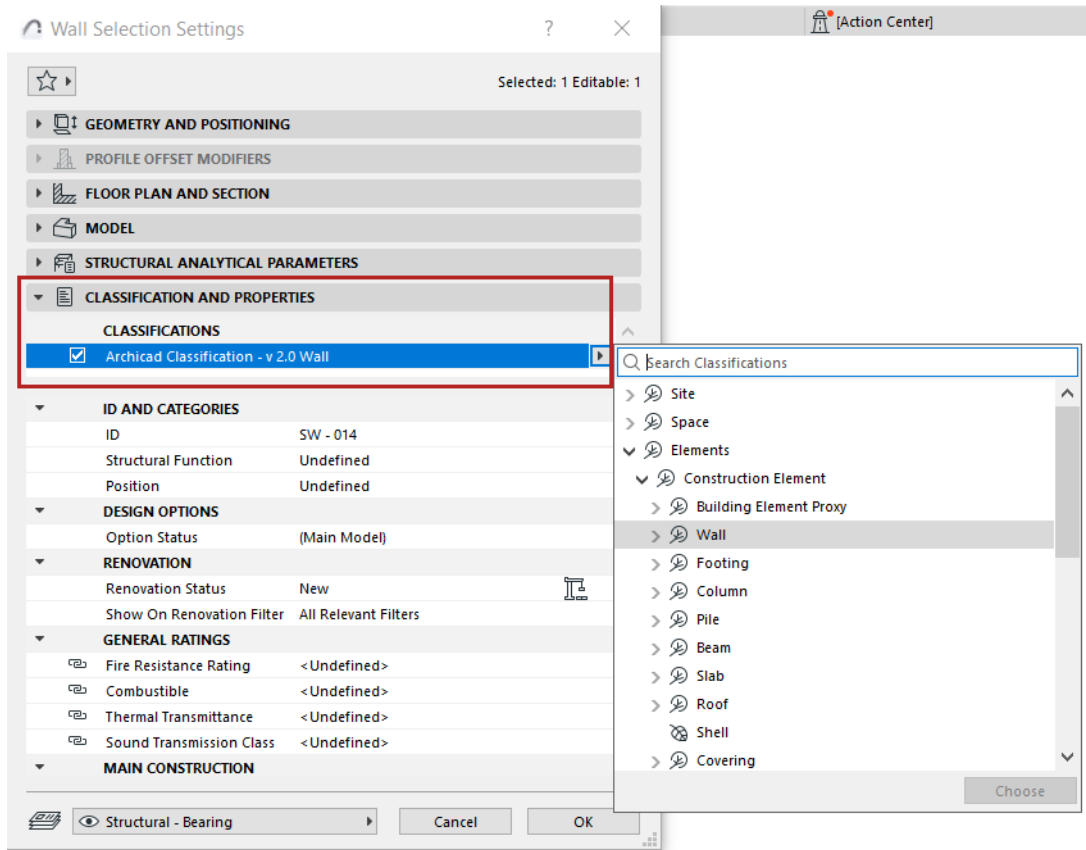 Wall Selection Settings
?
[Action Center]
Selected: 1 Editable: 1
GEOMETRY AND POSITIONING
PROFILE OFFSET MODIFIERS
FLOOR PLAN AND SECTION
MODEL
STRUCTURAL ANALYTICAL PARAMETERS
CLASSIFICATION AND PROPERTIES
CLASSIFICATIONS
Archicad Classification - v 2.0 Wall
ID AND CATEGORIES
ID SW - 014
Structural Function Undefined
Position Undefined
DESIGN OPTIONS
Option Status (Main Model)
RENOVATION
Renovation Status New
Show On Renovation Filter All Relevant Filters
GENERAL RATINGS
Fire Resistance Rating <Undefined>
Combustible <Undefined>
Thermal Transmittance <Undefined>
Sound Transmission Class <Undefined>
MAIN CONSTRUCTION
Structural - Bearing
Cancel
OK
Search Classifications
Site
Space
Elements
Construction Element
Building Element Proxy
Wall
Footing
Column
Pile
Beam
Slab
Roof
Shell
Covering
Choose